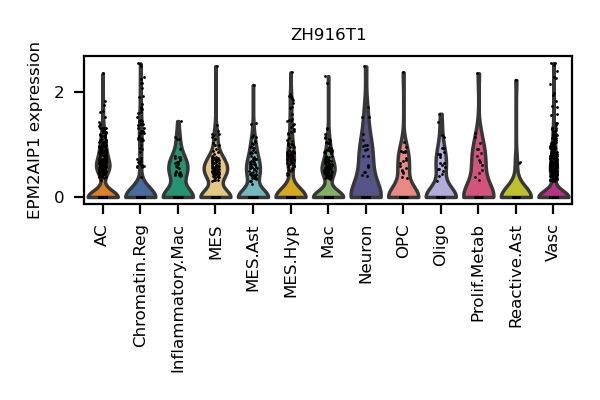 ZH916T1
EPM2AIP1 expression
2
0
AC
Chromatin.Reg
Inflammatory.Mac
MES
MES.Ast
MES.Hyp
Mac
Neuron
OPC
Oligo
Prolif.Metab
Reactive.Ast
Vasc